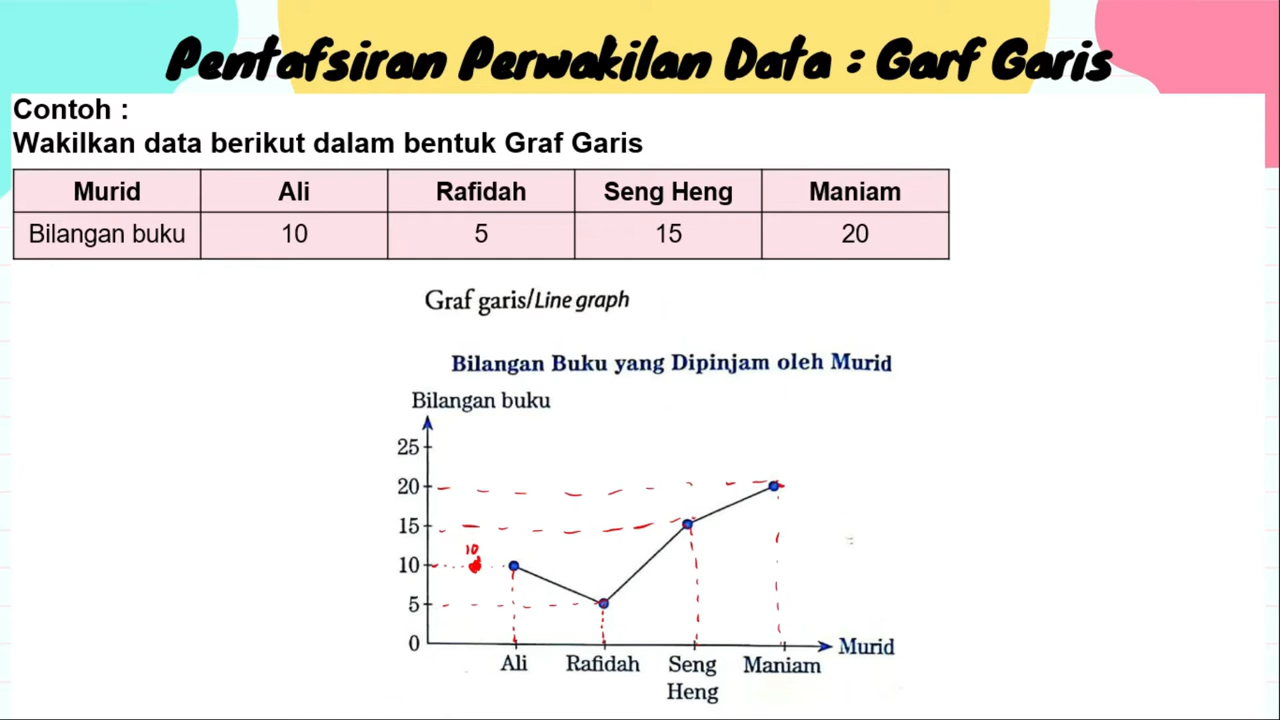 Pentafsiran Perwakilan Data : Garf Garis
Contoh :
Wakilkan data berikut dalam bentuk Graf Garis
Murid Ali Rafidah Seng Heng Maniam
Bilangan buku 10 5 15 20
Graf garis/Line graph
Bilangan Buku yang Dipinjam oleh Murid
Bilangan buku
25
20
15
10
10
5
0
Murid
Ali Rafidah Seng Maniam
Heng